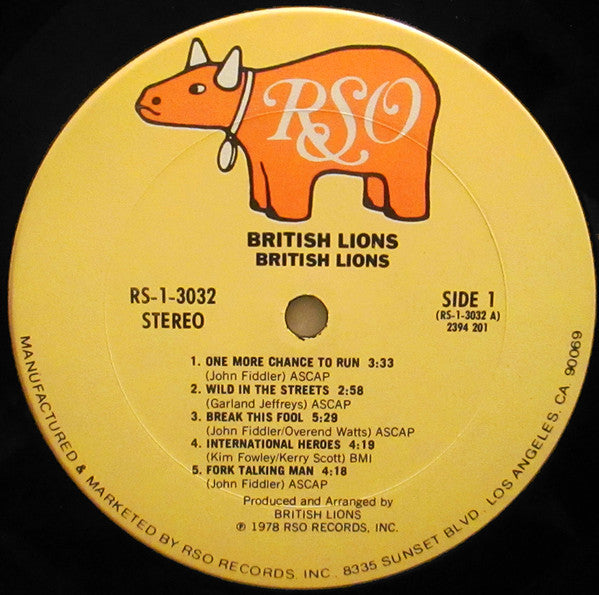 RSO
BRITISH LIONS
BRITISH LIONS
RS-1-3032
STEREO
SIDE 1
(RS-1-3032 A)
2394 201
1. ONE MORE CHANCE TO RUN 3:33
(John Fiddler) ASCAP
2. WILD IN THE STREETS 2:58
(Garland Jeffreys) ASCAP
3. BREAK THIS FOOL 5:29
(John Fiddler/Overend Watts) ASCAP
4. INTERNATIONAL HEROES 4:19
(Kim Fowley/Kerry Scott) BMI
5. FORK TALKING MAN 4:18
(John Fiddler) ASCAP
Produced and Arranged by
BRITISH LIONS
℗ 1978 RSO RECORDS, INC.
MANUFACTURED & MARKETED BY RSO RECORDS, INC., 8335 SUNSET BLVD., LOS ANGELES, CA 90069